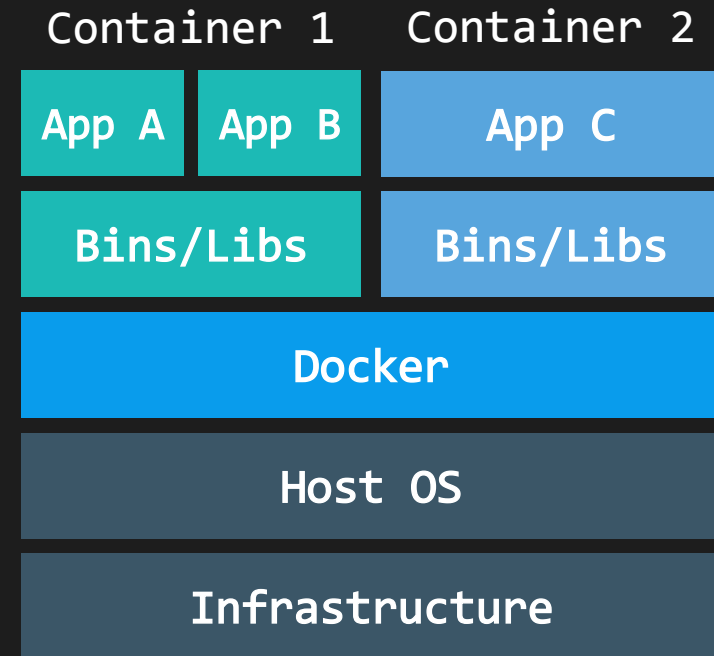 Container 1 Container 2
App A App B App C
Bins/Libs Bins/Libs
Docker
Host OS
Infrastructure